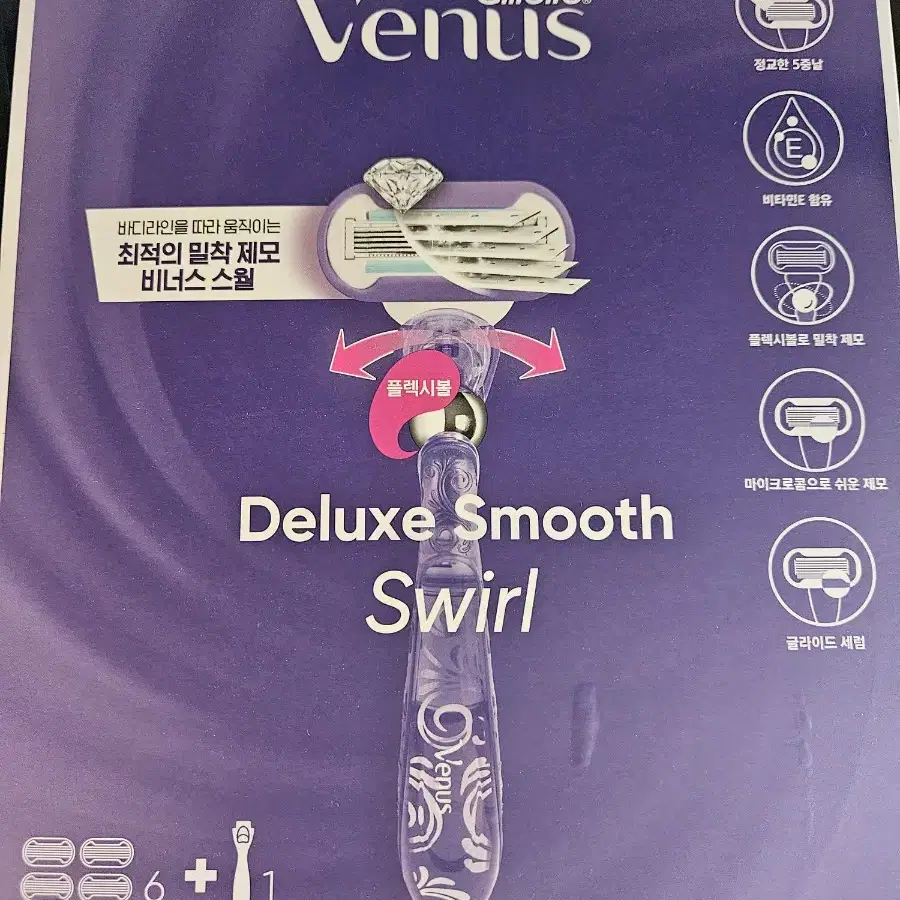 Gillette®
Venus
정교한 5중날
E
비타민E 함유
바디라인을 따라 움직이는
최적의 밀착 제모
비너스 스월
플렉시볼로 밀착 제모
플렉시볼
마이크로콤으로 쉬운 제모
Deluxe Smooth
Swirl
글라이드 세럼
Venus
6 + 1